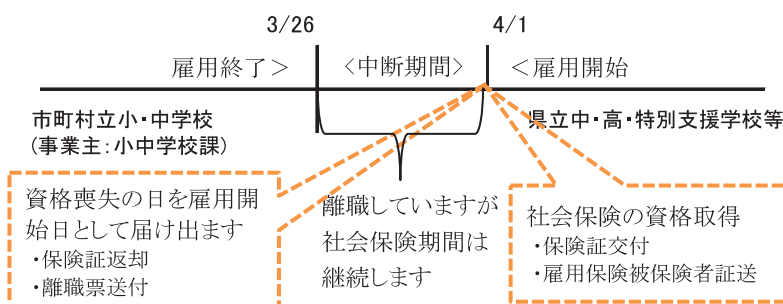 3/26
4/1
雇用終了＞
＜中断期間＞
＜雇用開始
市町村立小・中学校
(事業主：小中学校課)
県立中・高・特別支援学校等
資格喪失の日を雇用開
始日として届け出ます
・保険証返却
・離職票送付
離職していますが
社会保険期間は
継続します
社会保険の資格取得
・保険証交付
・雇用保険被保険者証送